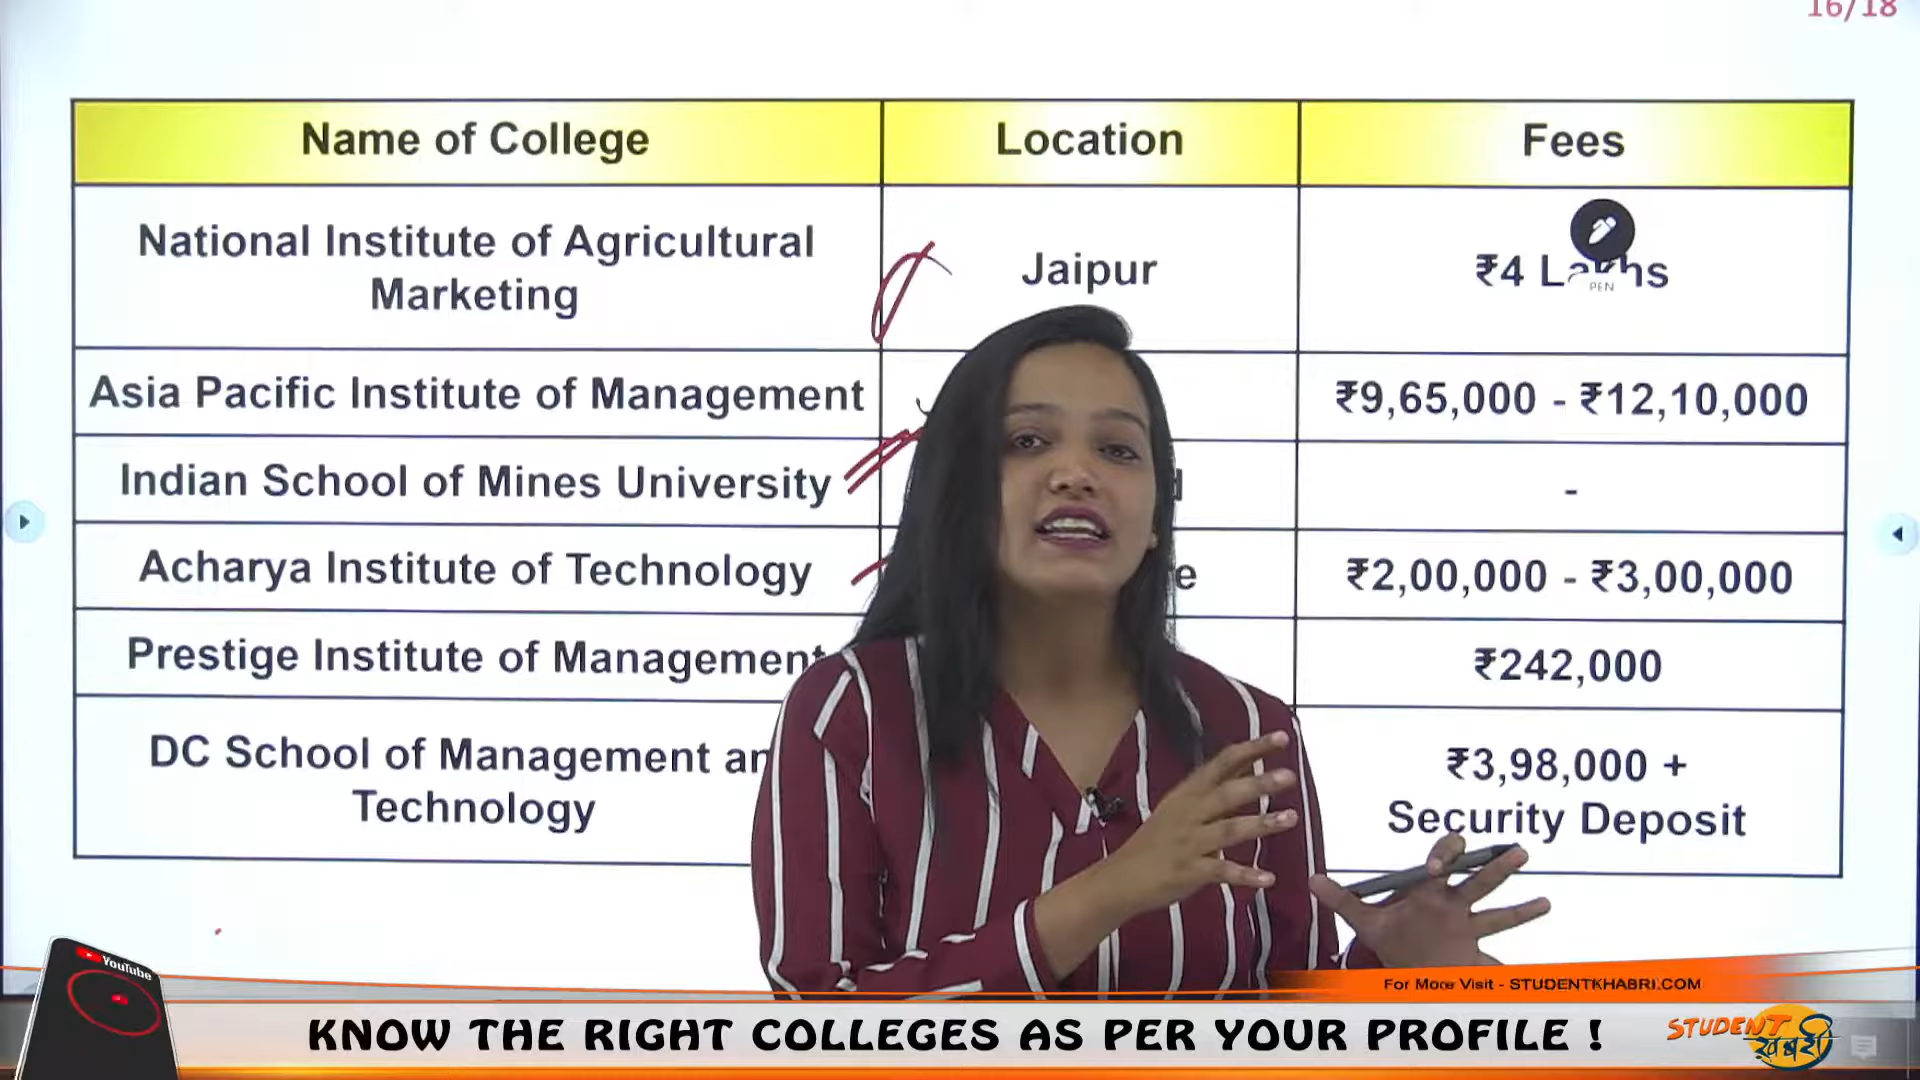 16/18
Name of College
Location
Fees
National Institute of Agricultural
Marketing
Jaipur
₹4 Lakhs
PEN
Asia Pacific Institute of Management
₹9,65,000 - ₹12,10,000
Indian School of Mines University
-
Acharya Institute of Technology
₹2,00,000 - ₹3,00,000
Prestige Institute of Management
₹242,000
DC School of Management
Technology
₹3,98,000 +
Security Deposit
YouTube
For More Visit - STUDENTKHABRI.COM
KNOW THE RIGHT COLLEGES AS PER YOUR PROFILE !
STUDENT
खबरी